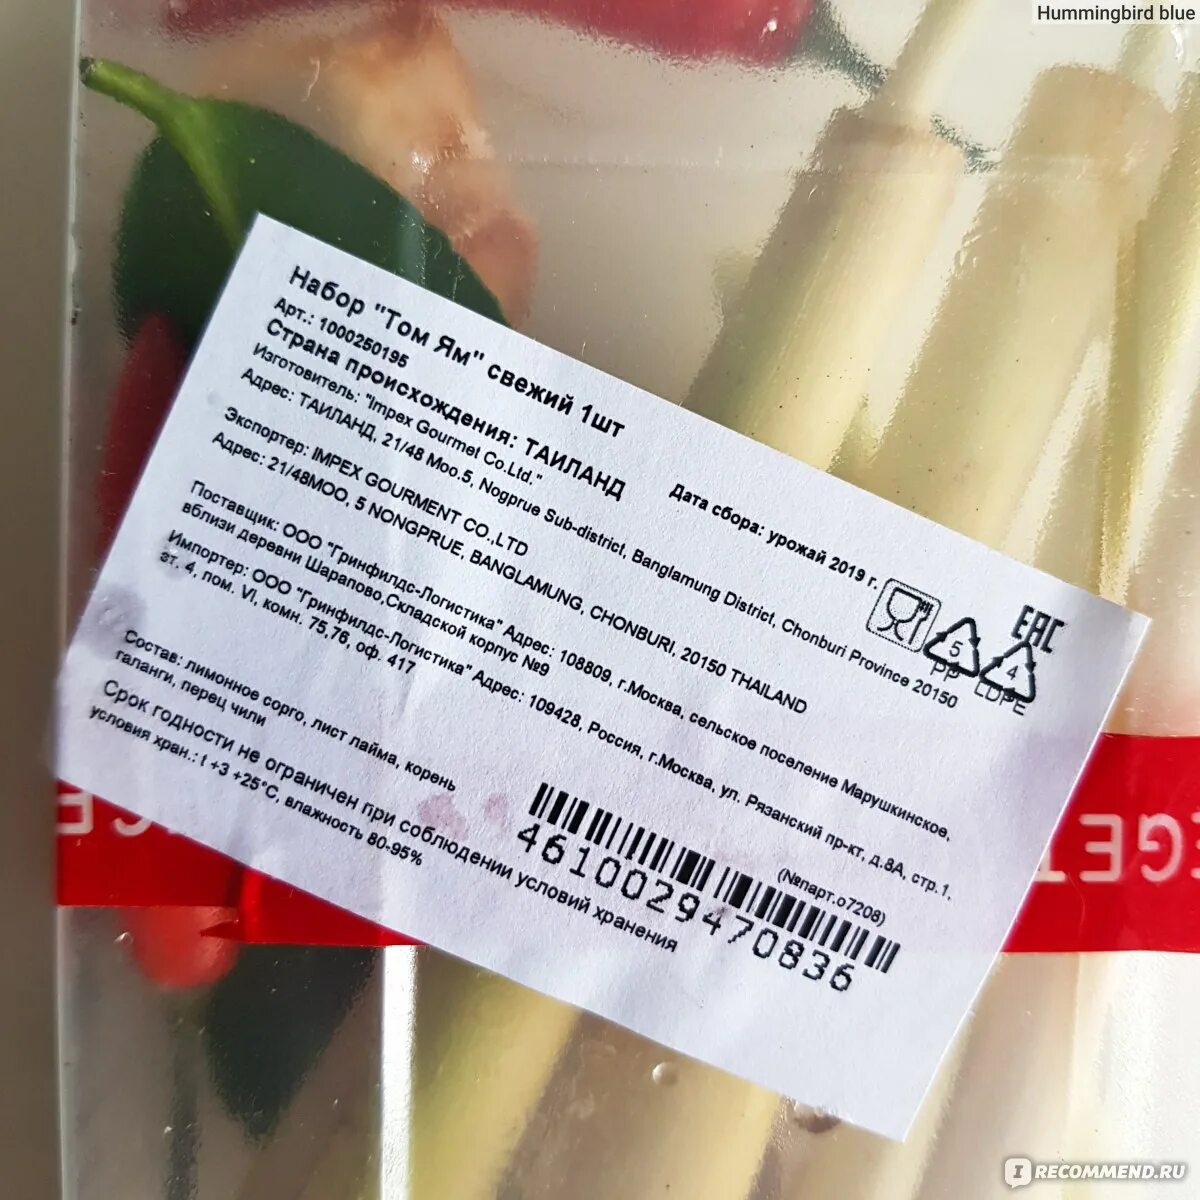 Hummingbird blue
Набор "Том Ям" свежий 1шт
Арт.: 1000250195
Страна происхождения: ТАИЛАНД
Дата сбора: урожай 2019 г.
Изготовитель: "Impex Gourmet Co.Ltd."
Адрес: ТАИЛАНД, 21/48 Moo.5, Nogprue Sub-district, Banglamung District, Chonburi Province 20150
Экспортер: IMPEX GOURMENT CO.,LTD
Адрес: 21/48MOO, 5 NONGPRUE, BANGLAMUNG, CHONBURI, 20150 THAILAND
Поставщик: ООО "Гринфилдс-Логистика" Адрес: 108809, г.Москва, сельское поселение Марушкинское,
вблизи деревни Шарапово,Складской корпус №9
Импортер: ООО "Гринфилдс-Логистика" Адрес: 109428, Россия, г.Москва, ул. Рязанский пр-кт, д.8А, стр.1,
эт. 4, пом. VI, комн. 75,76, оф. 417
(№парт.о7208)
Состав: лимонное сорго, лист лайма, корень
галанги, перец чили
Срок годности не ограничен при соблюдении условий хранения
условия хран.: t +3 +25°С, влажность 80-95%
4610029470836
EAC
5
PP
4
LDPE
EGET
I RECOMMEND.RU